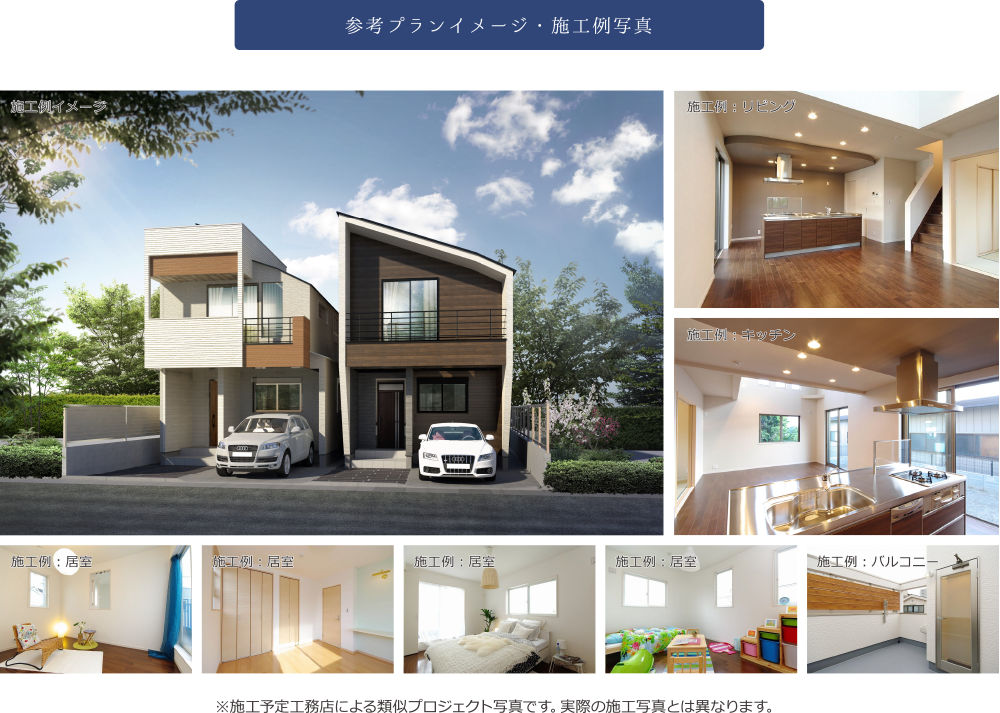 参考プランイメージ・施工例写真
施工例イメージ
施工例：リビング
施工例：キッチン
施工例：居室
施工例：居室
施工例：居室
施工例：居室
施工例：バルコニー
※施工予定工務店による類似プロジェクト写真です。実際の施工写真とは異なります。